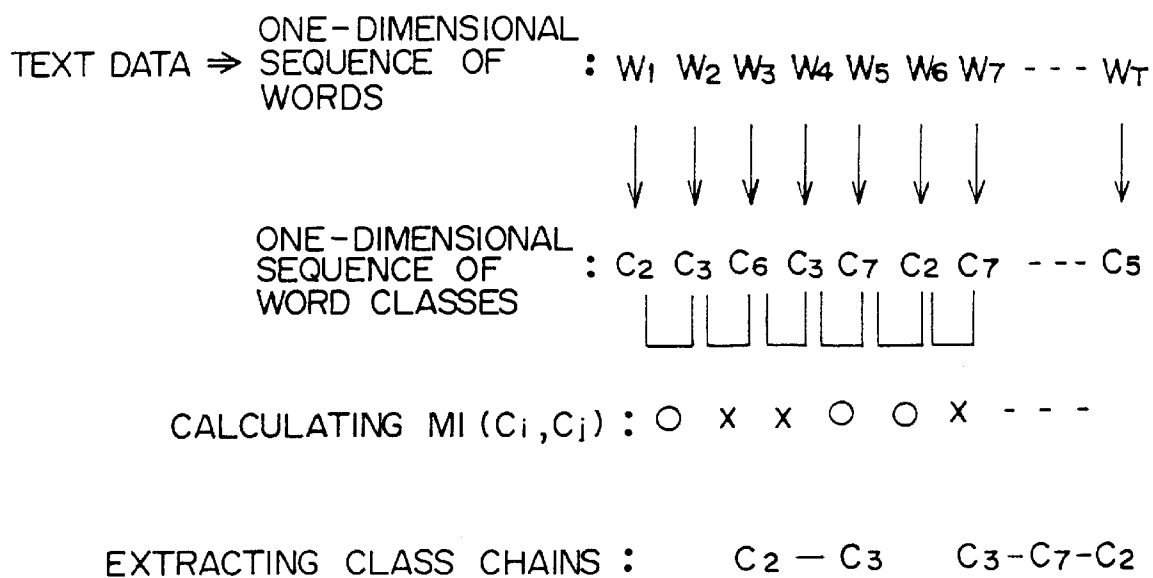 TEXT DATA ⇒ ONE-DIMENSIONAL SEQUENCE OF WORDS : W1 W2 W3 W4 W5 W6 W7 --- WT
ONE-DIMENSIONAL SEQUENCE OF WORD CLASSES : C2 C3 C6 C3 C7 C2 C7 --- C5
CALCULATING MI (Ci,Cj) : O X X O O X ---
EXTRACTING CLASS CHAINS : C2 — C3 C3-C7-C2